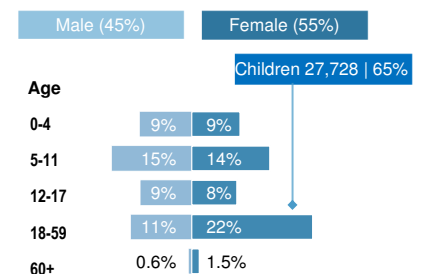 Male (45%) Female (55%)
Children 27,728 | 65%
Age
0-4 9% 9%
5-11 15% 14%
12-17 9% 8%
18-59 11% 22%
60+ 0.6% 1.5%